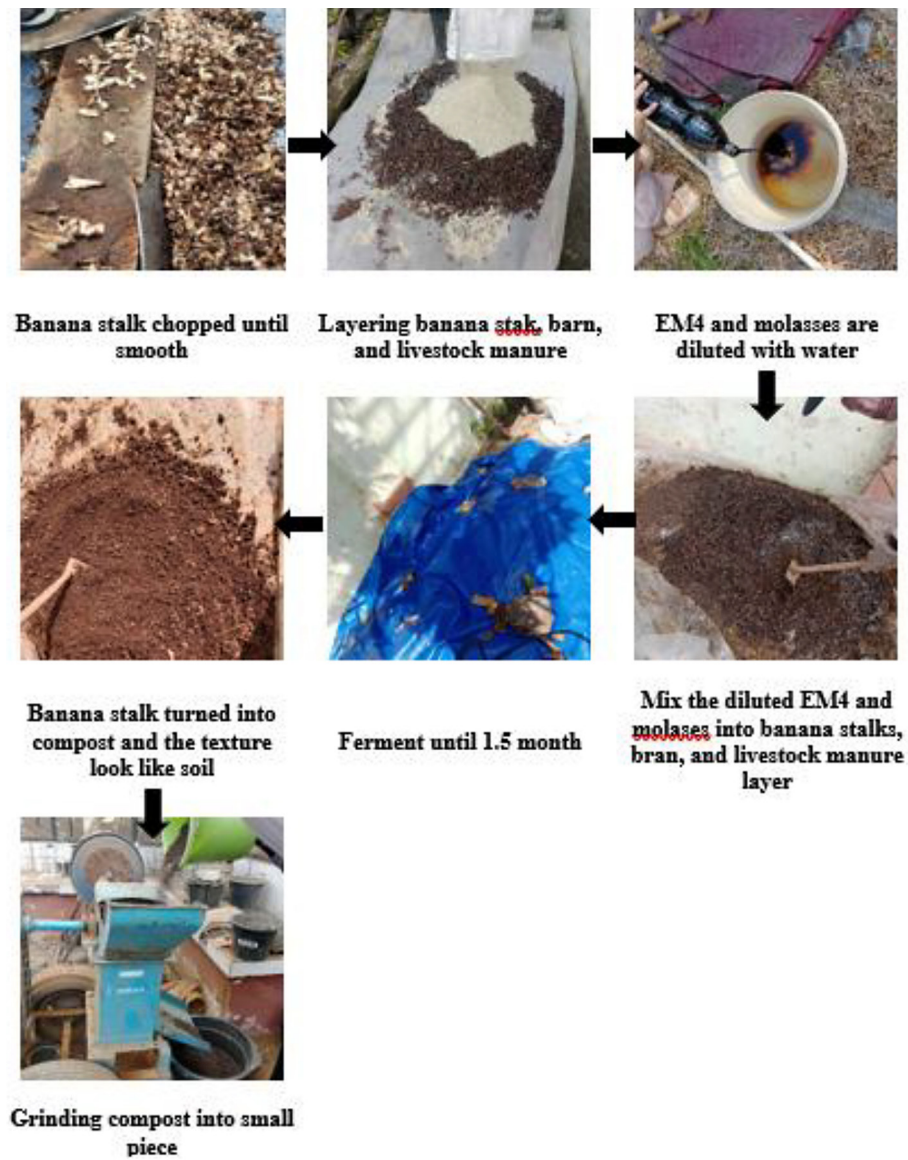 Banana stalk chopped until
smooth
Layering banana stak, barn,
and livestock manure
EM4 and molasses are
diluted with water
Mix the diluted EM4 and
molases into banana stalks,
bran, and livestock manure
layer
Ferment until 1.5 month
Banana stalk turned into
compost and the texture
look like soil
Grinding compost into small
piece